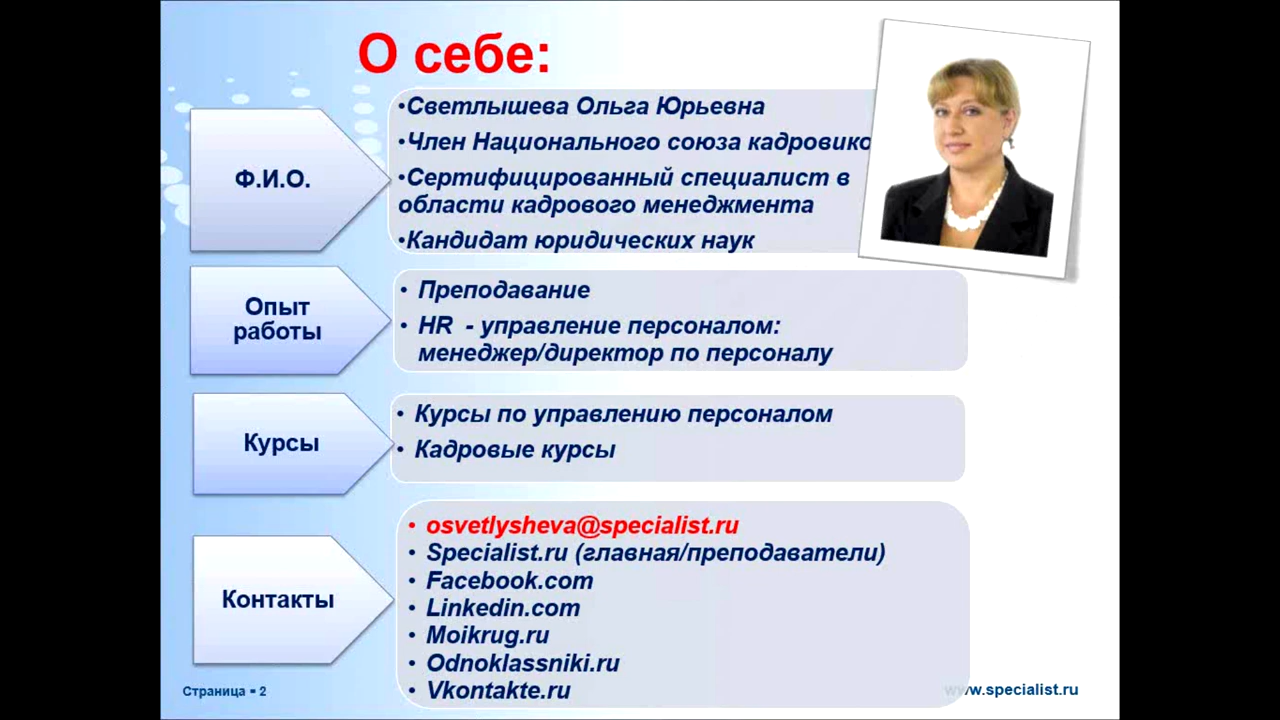 О себе:
Ф.И.О.
•Светлышева Ольга Юрьевна
•Член Национального союза кадровико
•Сертифицированный специалист в
области кадрового менеджмента
•Кандидат юридических наук
Опыт
работы
• Преподавание
• HR - управление персоналом:
менеджер/директор по персоналу
Курсы
• Курсы по управлению персоналом
• Кадровые курсы
Контакты
• osvetlysheva@specialist.ru
• Specialist.ru (главная/преподаватели)
• Facebook.com
• Linkedin.com
• Moikrug.ru
• Odnoklassniki.ru
• Vkontakte.ru
Страница ▪ 2
www.specialist.ru